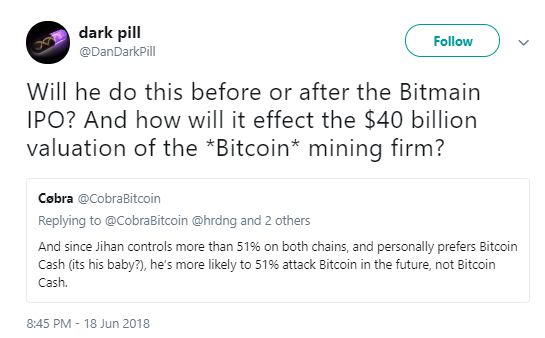 dark pill
@DanDarkPill
Follow
Will he do this before or after the Bitmain
IPO? And how will it effect the $40 billion
valuation of the *Bitcoin* mining firm?
Cøbra @CobraBitcoin
Replying to @CobraBitcoin @hrdng and 2 others
And since Jihan controls more than 51% on both chains, and personally prefers Bitcoin
Cash (its his baby?), he's more likely to 51% attack Bitcoin in the future, not Bitcoin
Cash.
8:45 PM - 18 Jun 2018